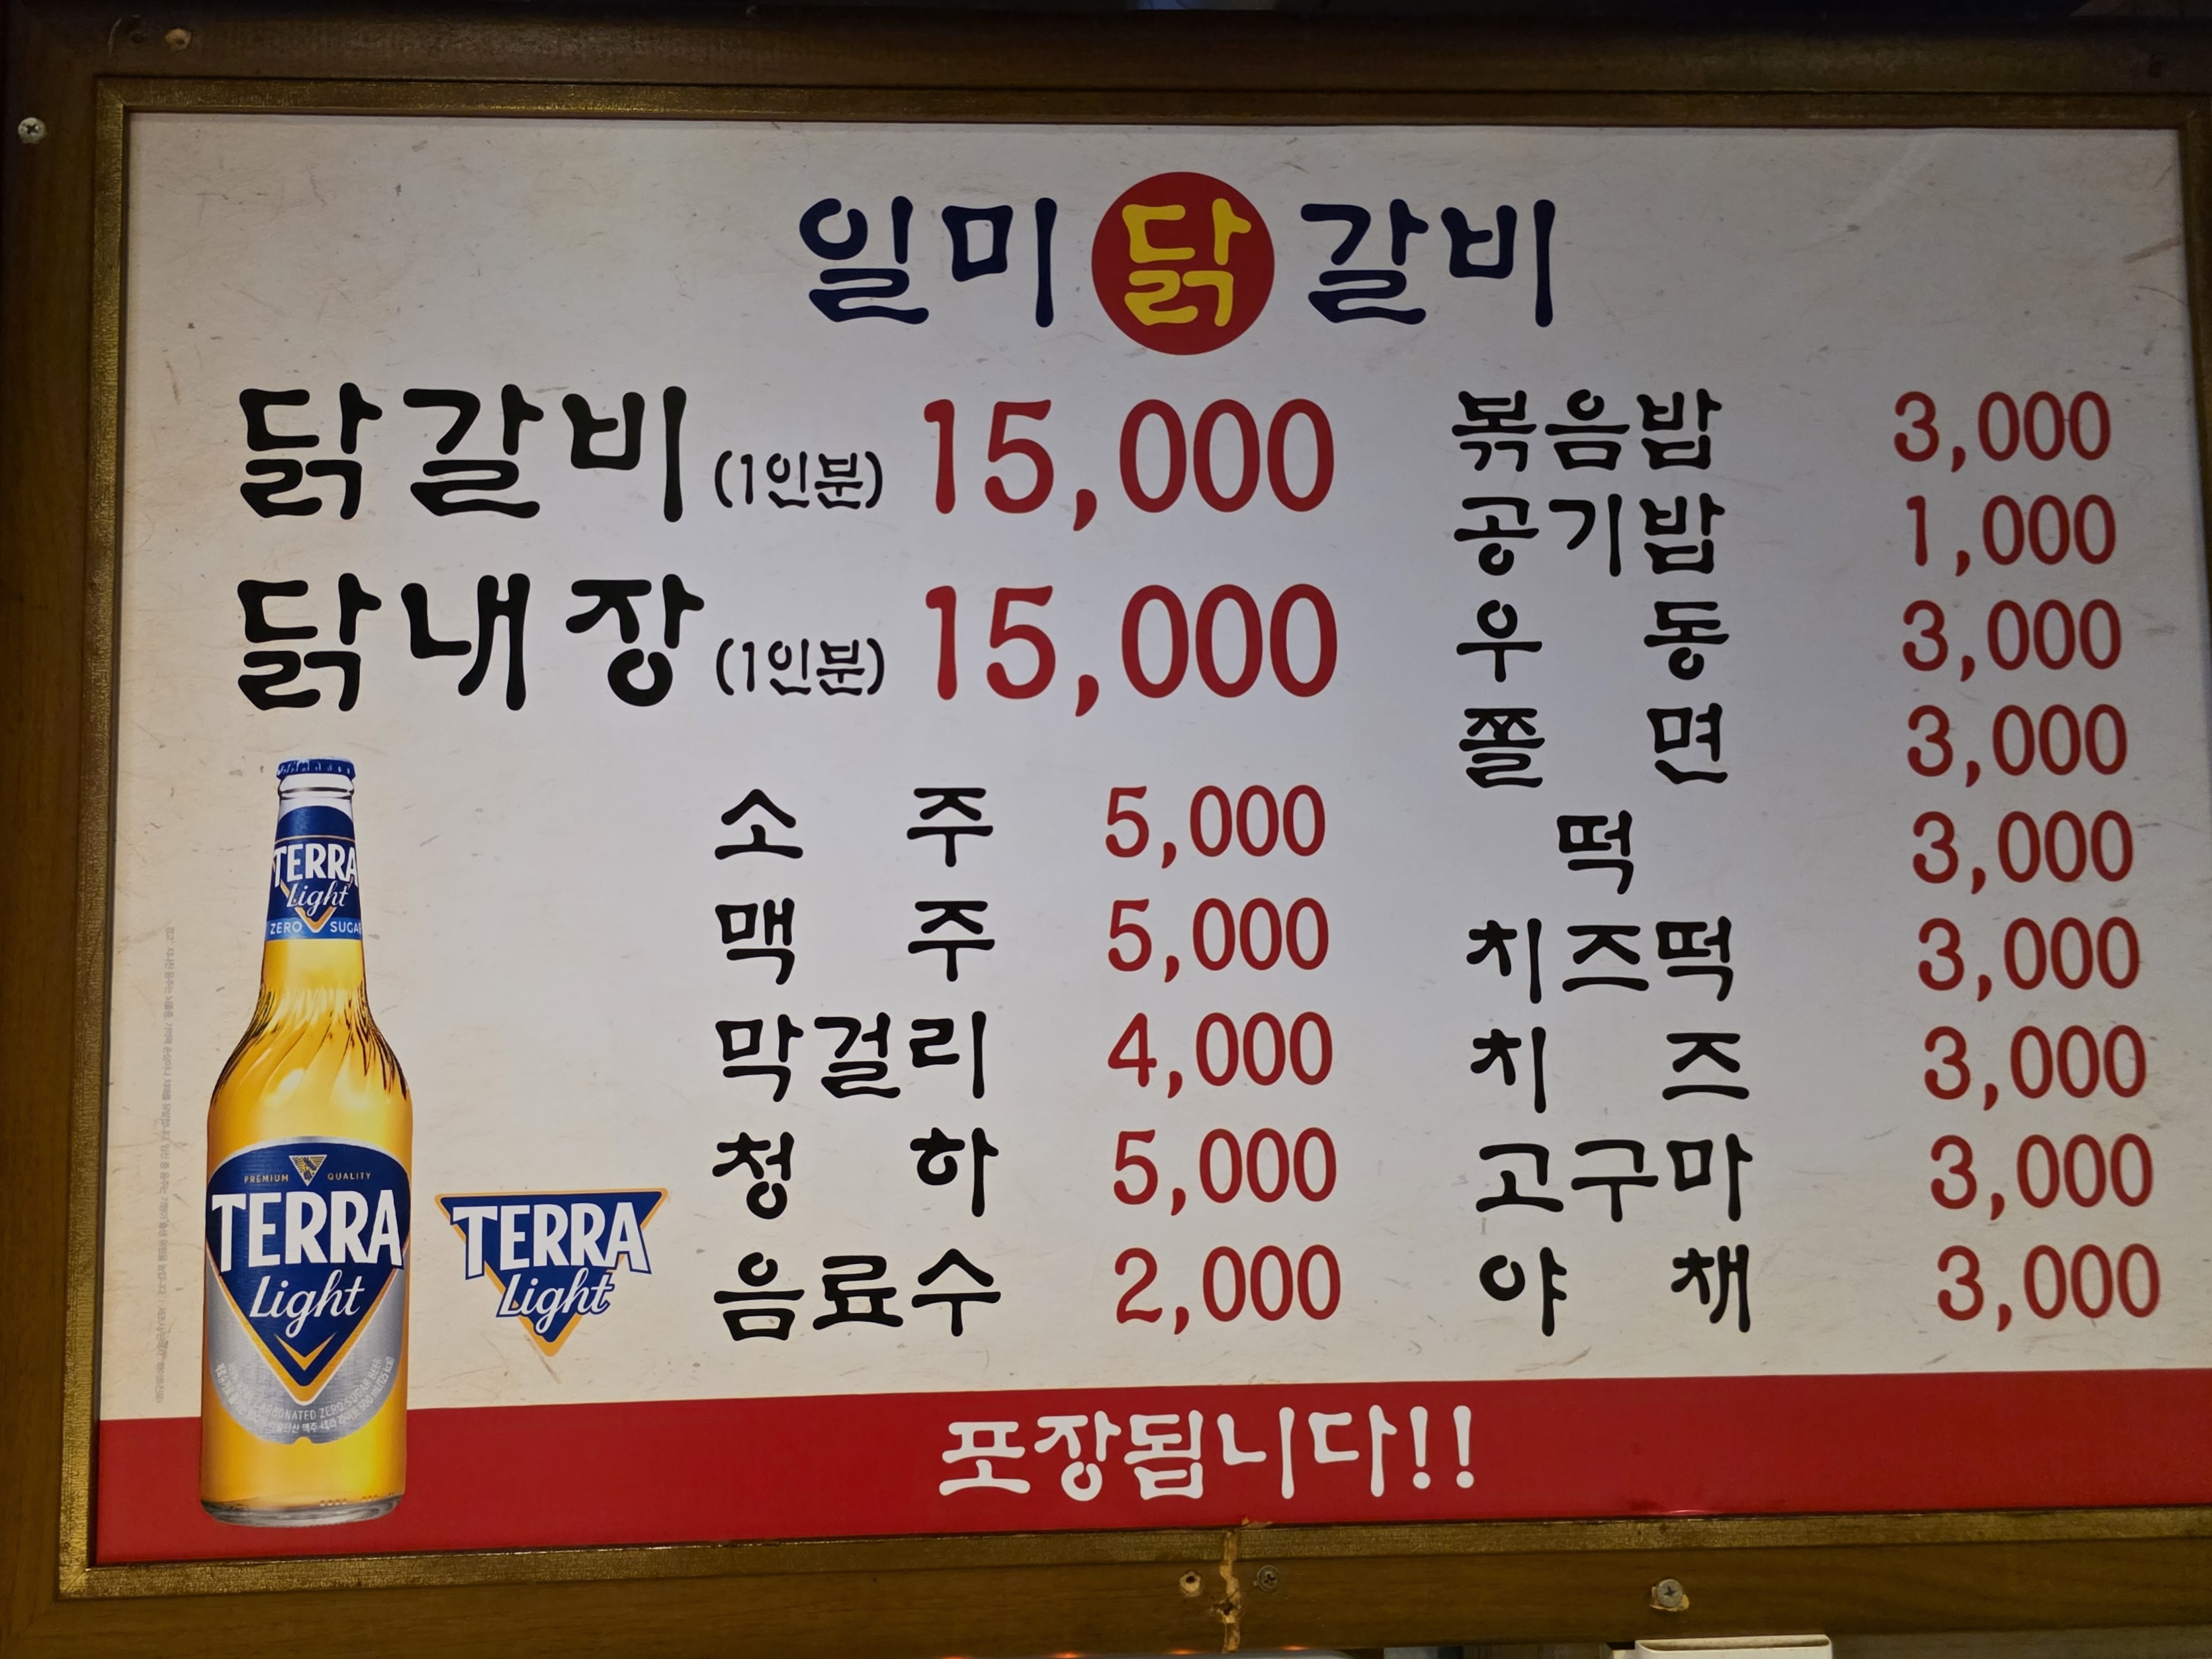 일미닭갈비
닭갈비(1인분) 15,000
닭내장(1인분) 15,000
소주 5,000
맥주 5,000
막걸리 4,000
청하 5,000
음료수 2,000
볶음밥 3,000
공기밥 1,000
우동 3,000
쫄면 3,000
떡 3,000
치즈떡 3,000
치즈 3,000
고구마 3,000
야채 3,000
TERRA
Light
ZERO SUGAR
PREMIUM QUALITY
TERRA
Light
TERRA
Light
포장됩니다!!